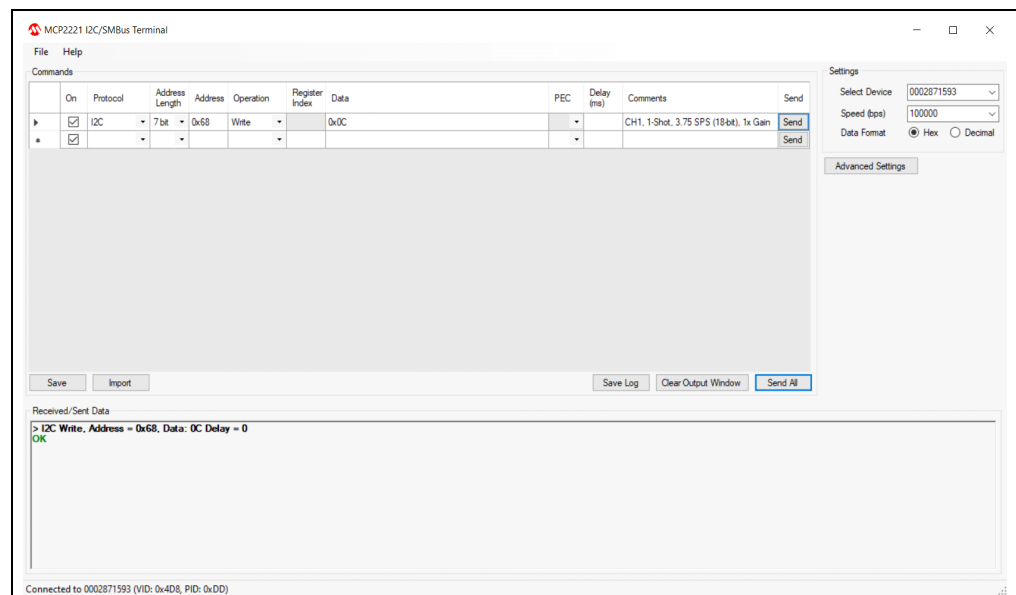 MCP2221 I2C/SMBus Terminal
File Help
Commands
On Protocol Address Length Address Operation Register Index Data PEC Delay (ms) Comments Send
I2C 7 bit 0x68 Write 0x0C CH1, 1-Shot, 3.75 SPS (18-bit), 1x Gain Send
Send
Save Import Save Log Clear Output Window Send All
Settings
Select Device 0002871593
Speed (bps) 100000
Data Format Hex Decimal
Advanced Settings
Received/Sent Data
> I2C Write, Address = 0x68, Data: 0C Delay = 0
OK
Connected to 0002871593 (VID: 0x4D8, PID: 0xDD)